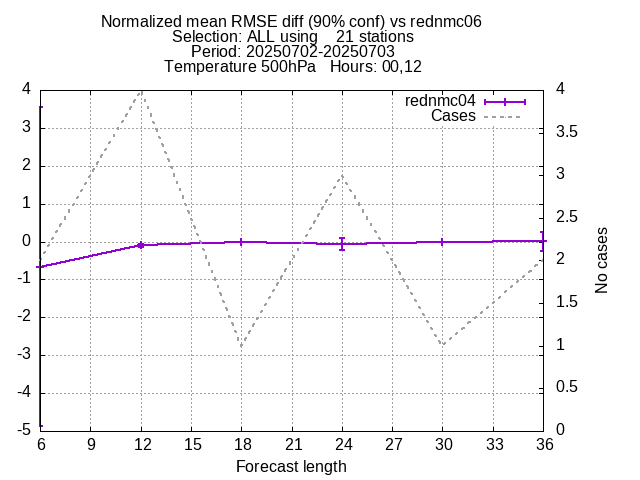 Normalized mean RMSE diff (90% conf) vs rednmc06
Selection: ALL using    21 stations
Period: 20250702-20250703
Temperature 500hPa   Hours: 00,12
rednmc04
Cases
4
3
2
1
0
-1
-2
-3
-4
-5
4
3.5
3
2.5
2
1.5
1
0.5
0
No cases
6 9 12 15 18 21 24 27 30 33 36
Forecast length